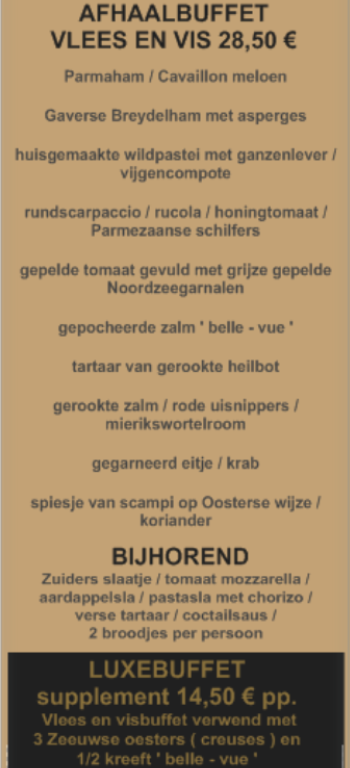 AFHAALBUFFET
VLEES EN VIS 28,50 €
Parmaham / Cavaillon meloen
Gaverse Breydelham met asperges
huisgemaakte wildpastei met ganzenlever /
vijgencompote
rundscarpaccio / rucola / honingtomaat /
Parmezaanse schilfers
gepelde tomaat gevuld met grijze gepelde
Noordzeegarnalen
gepocheerde zalm ' belle - vue '
tartaar van gerookte heilbot
gerookte zalm / rode uisnippers /
mierikswortelroom
gegarneerd eitje / krab
spiesje van scampi op Oosterse wijze /
koriander
BIJHOREND
Zuiders slaatje / tomaat mozzarella /
aardappelsla / pastasla met chorizo /
verse tartaar / coctailsaus /
2 broodjes per persoon
LUXEBUFFET
supplement 14,50 € pp.
Vlees en visbuffet verwend met
3 Zeeuwse oesters ( creuses ) en
1/2 kreeft ' belle - vue '